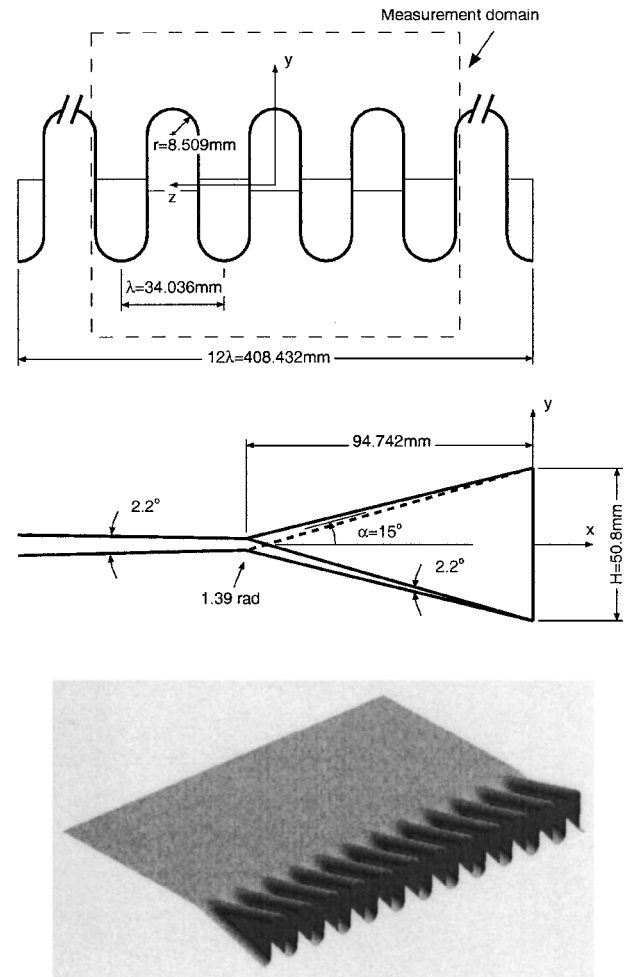 Measurement domain
y
r=8.509mm
z
λ=34.036mm
12λ=408.432mm
y
94.742mm
2.2°
α=15°
x
H=50.8mm
2.2°
1.39 rad